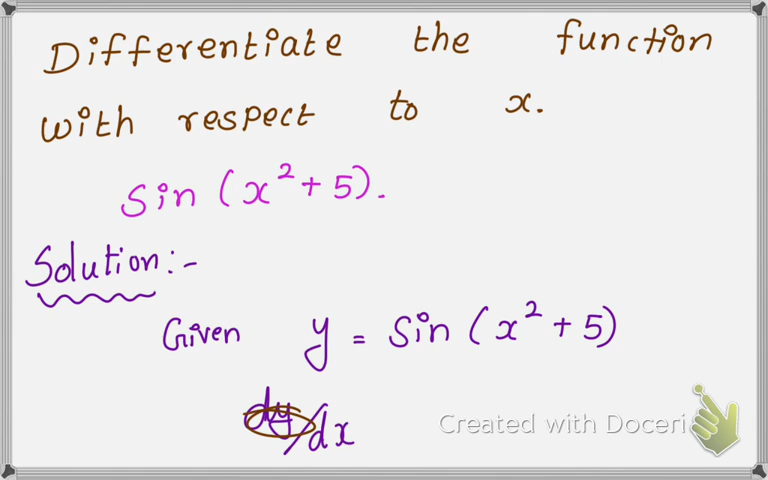 Differentiate the function
with respect to x.
Sin (x² + 5).
Solution :-
Given y = Sin (x² + 5)
dy/dx
Created with Doceri